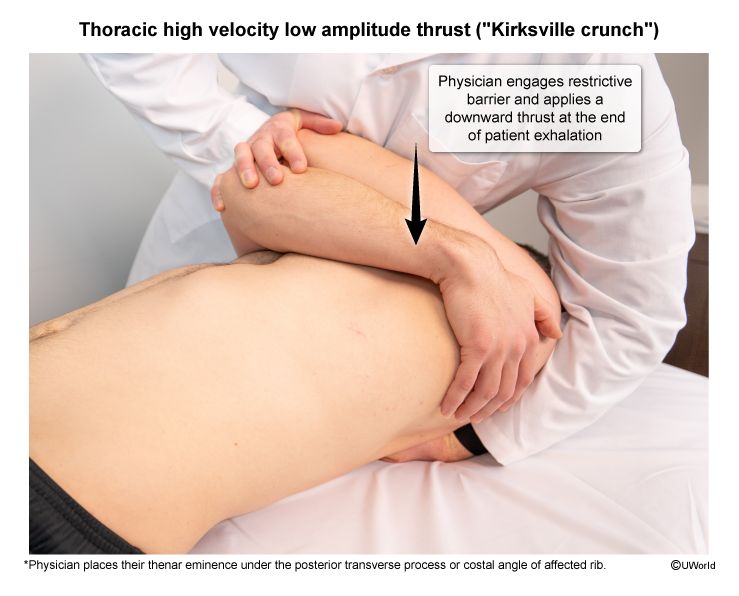 Thoracic high velocity low amplitude thrust ("Kirksville crunch")
Physician engages restrictive
barrier and applies a
downward thrust at the end
of patient exhalation
*Physician places their thenar eminence under the posterior transverse process or costal angle of affected rib.
©UWorld